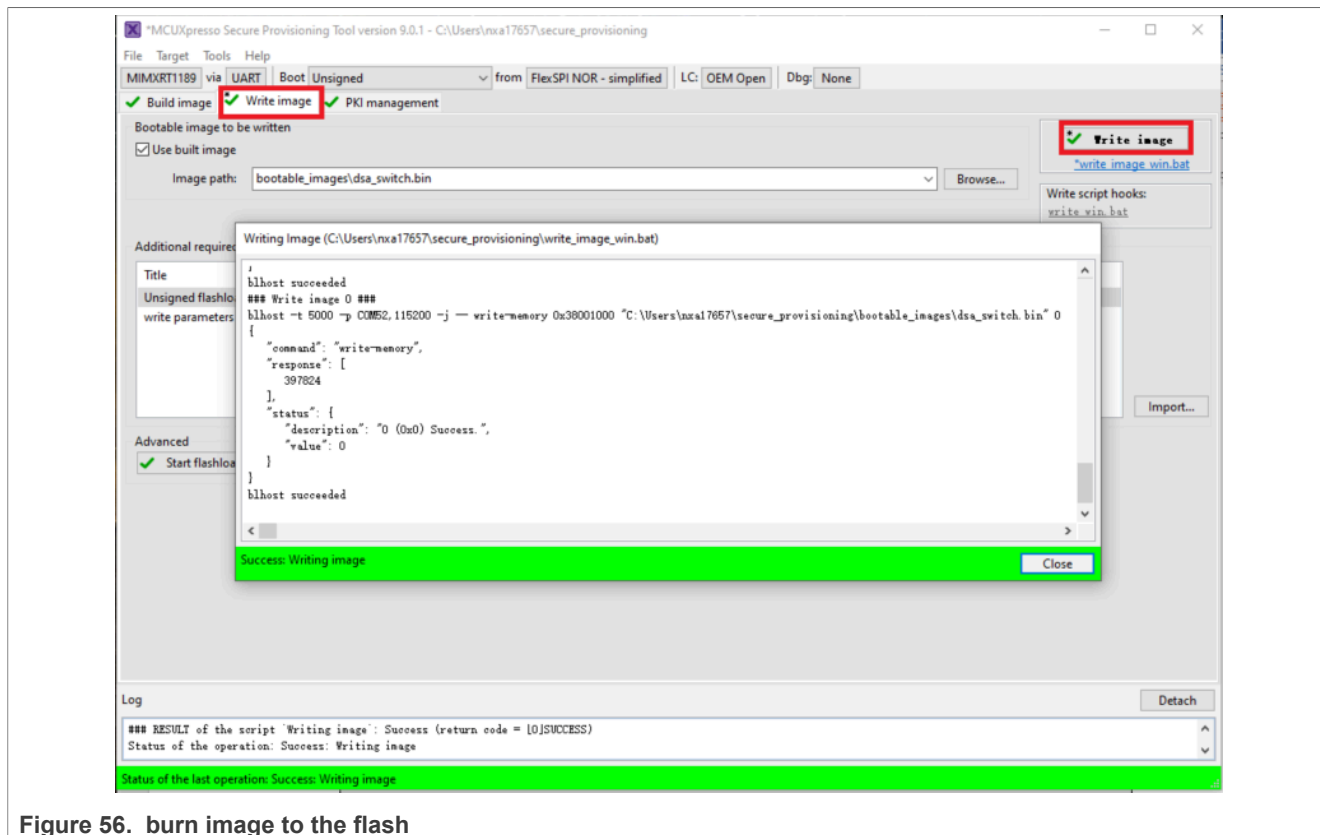 *MCUXpresso Secure Provisioning Tool version 9.0.1 - C:\Users\nxa17657\secure_provisioning
File Target Tools Help
MIMXRT1189 via UART Boot Unsigned from FlexSPI NOR - simplified LC: OEM Open Dbg: None
Build image Write image PKI management
Bootable image to be written
Use built image
Write image
*write_image_win.bat
Image path: bootable_images\dsa_switch.bin Browse...
Write script hooks:
write_win.bat
Additional required
Writing Image (C:\Users\nxa17657\secure_provisioning\write_image_win.bat)
Title
Unsigned flashlo
write parameters
}
blhost succeeded
### Write image 0 ###
blhost -t 5000 -p COM52,115200 -j -- write-memory 0x38001000 "C:\Users\nxa17657\secure_provisioning\bootable_images\dsa_switch.bin" 0
{
"command": "write-memory",
"response": [
397824
],
"status": {
"description": "0 (0x0) Success.",
"value": 0
}
}
blhost succeeded
Import...
Advanced
Start flashloa
Success: Writing image Close
Log Detach
### RESULT of the script `Writing image`: Success (return code = [0]SUCCESS)
Status of the operation: Success: Writing image
Status of the last operation: Success: Writing image
Figure 56. burn image to the flash